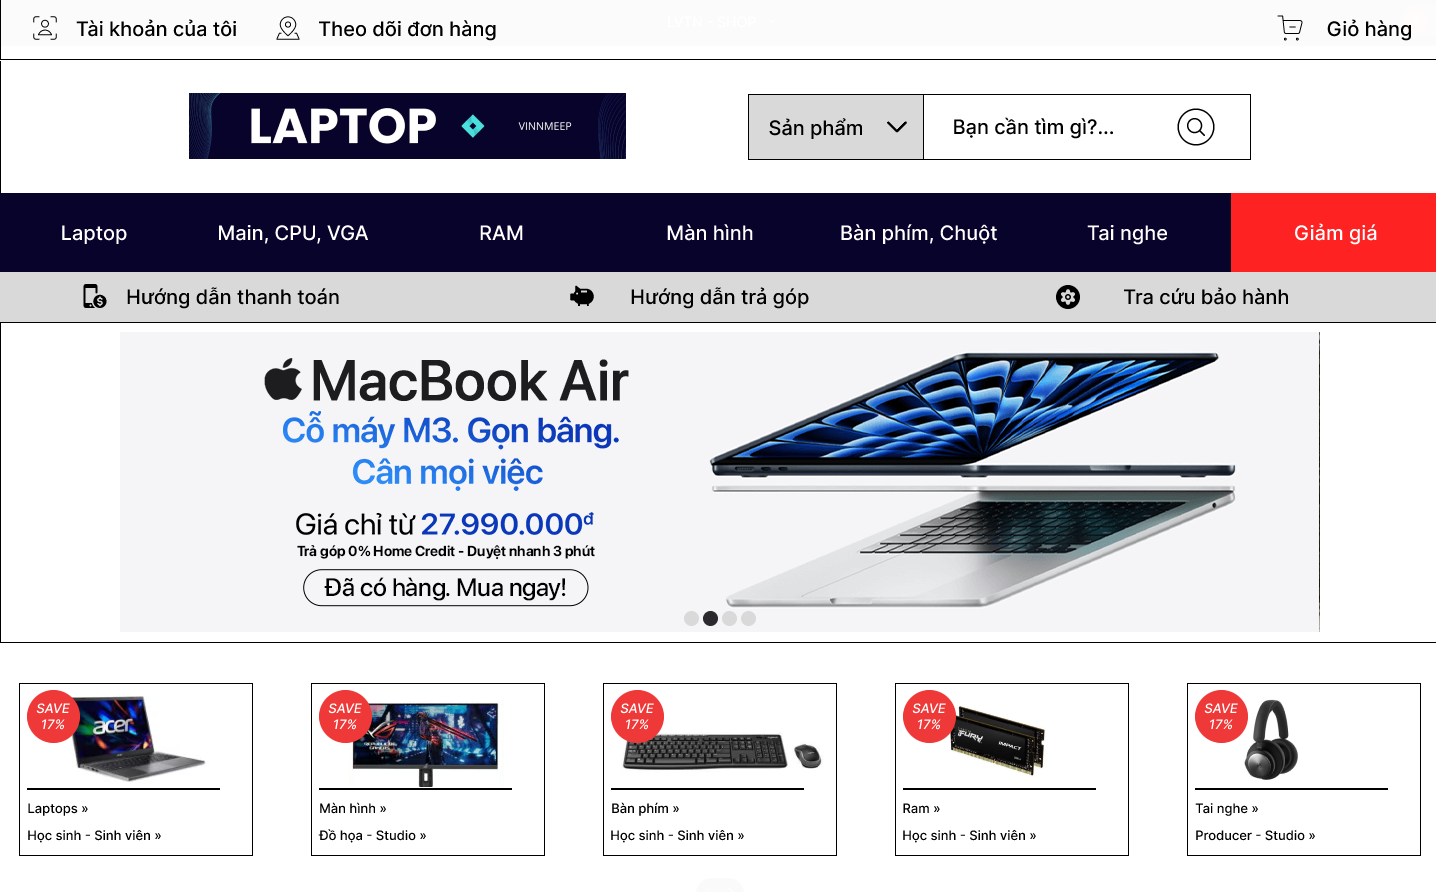 Tài khoản của tôi
Theo dõi đơn hàng
Giỏ hàng
LAPTOP
VINNMEEP
Sản phẩm
Bạn cần tìm gì?...
Laptop
Main, CPU, VGA
RAM
Màn hình
Bàn phím, Chuột
Tai nghe
Giảm giá
Hướng dẫn thanh toán
Hướng dẫn trả góp
Tra cứu bảo hành
MacBook Air
Cỗ máy M3. Gọn bâng.
Cân mọi việc
Giá chỉ từ 27.990.000đ
Trả góp 0% Home Credit - Duyệt nhanh 3 phút
Đã có hàng. Mua ngay!
SAVE
17%
acer
Laptops »
Học sinh - Sinh viên »
SAVE
17%
Màn hình »
Đồ họa - Studio »
SAVE
17%
Bàn phím »
Học sinh - Sinh viên »
SAVE
17%
FURY
IMPACT
Ram »
Học sinh - Sinh viên »
SAVE
17%
Tai nghe »
Producer - Studio »